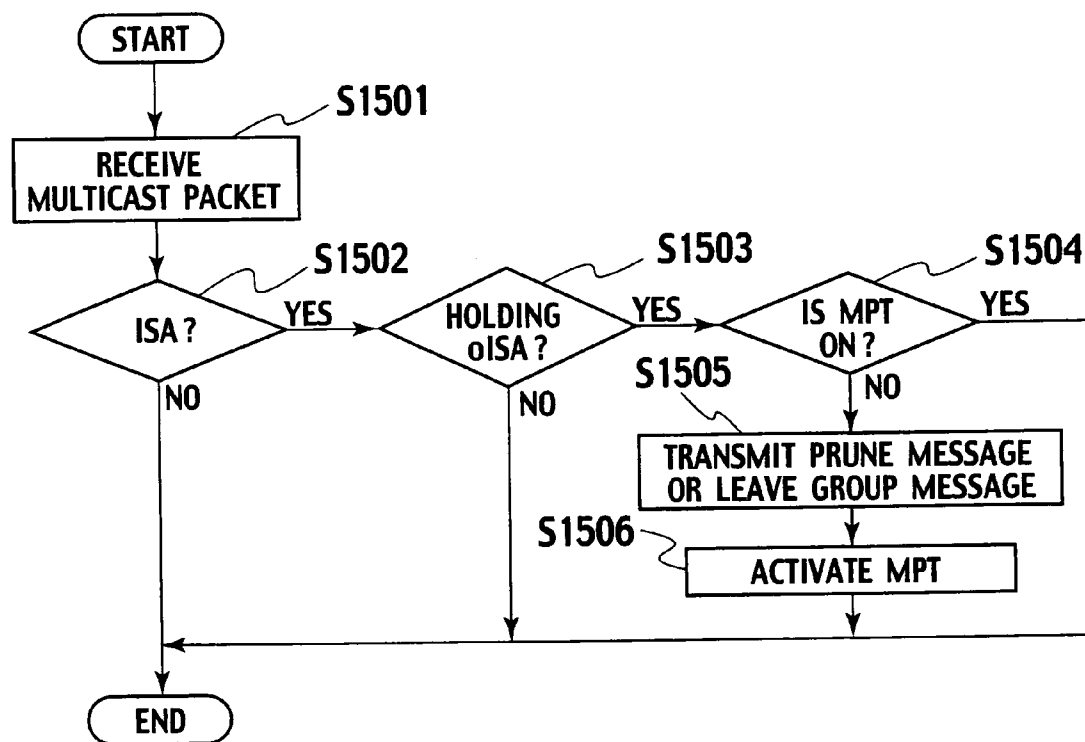 START
S1501
RECEIVE
MULTICAST PACKET
S1502
ISA?
YES
NO
S1503
HOLDING
oISA?
YES
NO
S1504
IS MPT
ON?
YES
NO
S1505
TRANSMIT PRUNE MESSAGE
OR LEAVE GROUP MESSAGE
S1506
ACTIVATE MPT
END